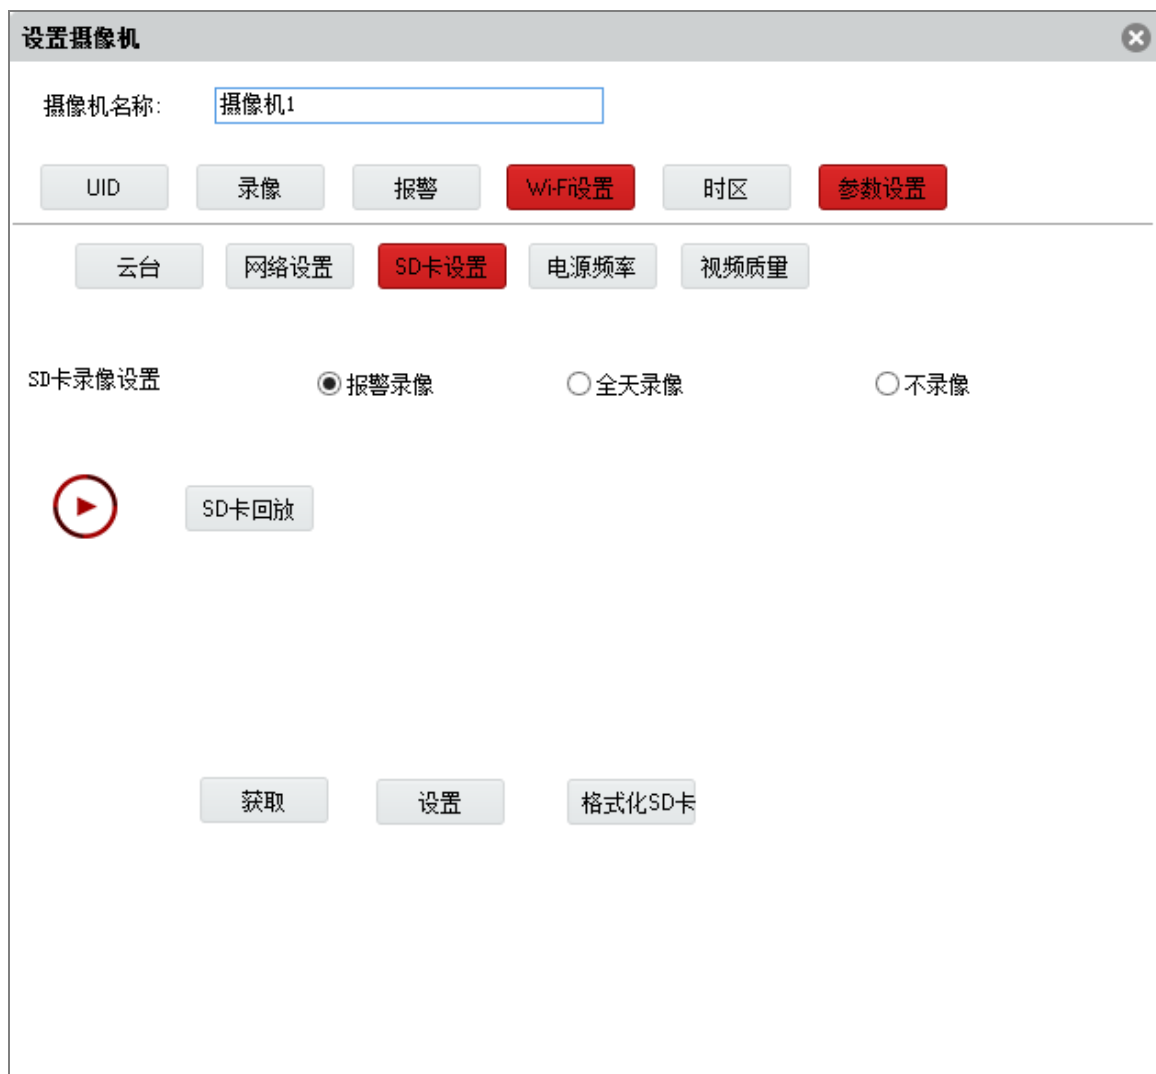 设置摄像机
摄像机名称: 摄像机1
UID 录像 报警 Wi-Fi设置 时区 参数设置
云台 网络设置 SD卡设置 电源频率 视频质量
SD卡录像设置 报警录像 全天录像 不录像
SD卡回放
获取 设置 格式化SD卡